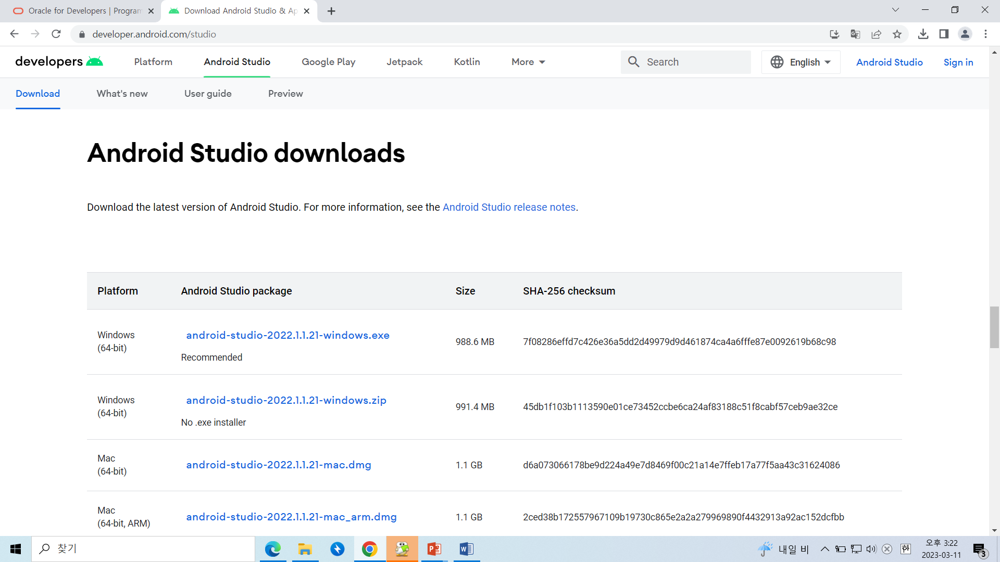 Oracle for Developers | Program
Download Android Studio & Ap
developer.android.com/studio
developers
Platform
Android Studio
Google Play
Jetpack
Kotlin
More
Search
English
Android Studio
Sign in
Download
What's new
User guide
Preview
Android Studio downloads
Download the latest version of Android Studio. For more information, see the Android Studio release notes.
Platform
Android Studio package
Size
SHA-256 checksum
Windows
(64-bit)
android-studio-2022.1.1.21-windows.exe
Recommended
988.6 MB
7f08286effd7c426e36a5dd2d49979d9d461874ca4a6fffe87e0092619b68c98
Windows
(64-bit)
android-studio-2022.1.1.21-windows.zip
No .exe installer
991.4 MB
45db1f103b1113590e01ce73452ccbe6ca24af83188c51f8cabf57ceb9ae32ce
Mac
(64-bit)
android-studio-2022.1.1.21-mac.dmg
1.1 GB
d6a073066178be9d224a49e7d8469f00c21a14e7ffeb17a77f5aa43c31624086
Mac
(64-bit, ARM)
android-studio-2022.1.1.21-mac_arm.dmg
1.1 GB
2ced38b172557967109b19730c865e2a2a279969890f4432913a92ac152dcfbb
찾기
내일 비
한
오후 3:22
2023-03-11
3